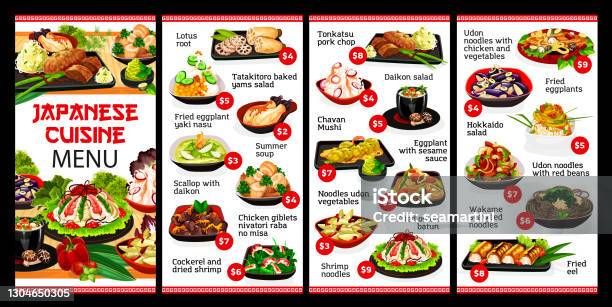 JAPANESE
CUISINE
MENU
Lotus
root
$4
Tatakitoro baked
yams salad
$5
Fried eggplant
yaki nasu
$2
Summer
soup
$3
Scallop with
daikon
$4
Chicken giblets
nivatori raba
no misa
$7
Cockerel and
dried shrimp
$6
Tonkatsu
pork chop
$8
Daikon salad
$4
Chavan
Mushi
$5
Eggplant
with sesame
sauce
$7
Noodles udon
vegetables
batun
$3
Shrimp
noodles
$9
Udon
noodles with
chicken and
vegetables
$9
Fried
eggplants
$4
Hokkaido
salad
$5
Udon noodles
with red beans
$7
Wakame
noodles
$6
Fried
eel
$8
iStock
Credit: seamartini
1304650305